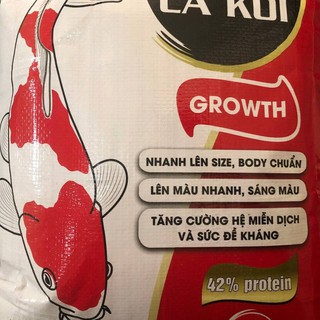 CÁ KOI
GROWTH
NHANH LÊN SIZE, BODY CHUẨN
LÊN MÀU NHANH, SÁNG MÀU
TĂNG CƯỜNG HỆ MIỄN DỊCH
VÀ SỨC ĐỀ KHÁNG
42% protein